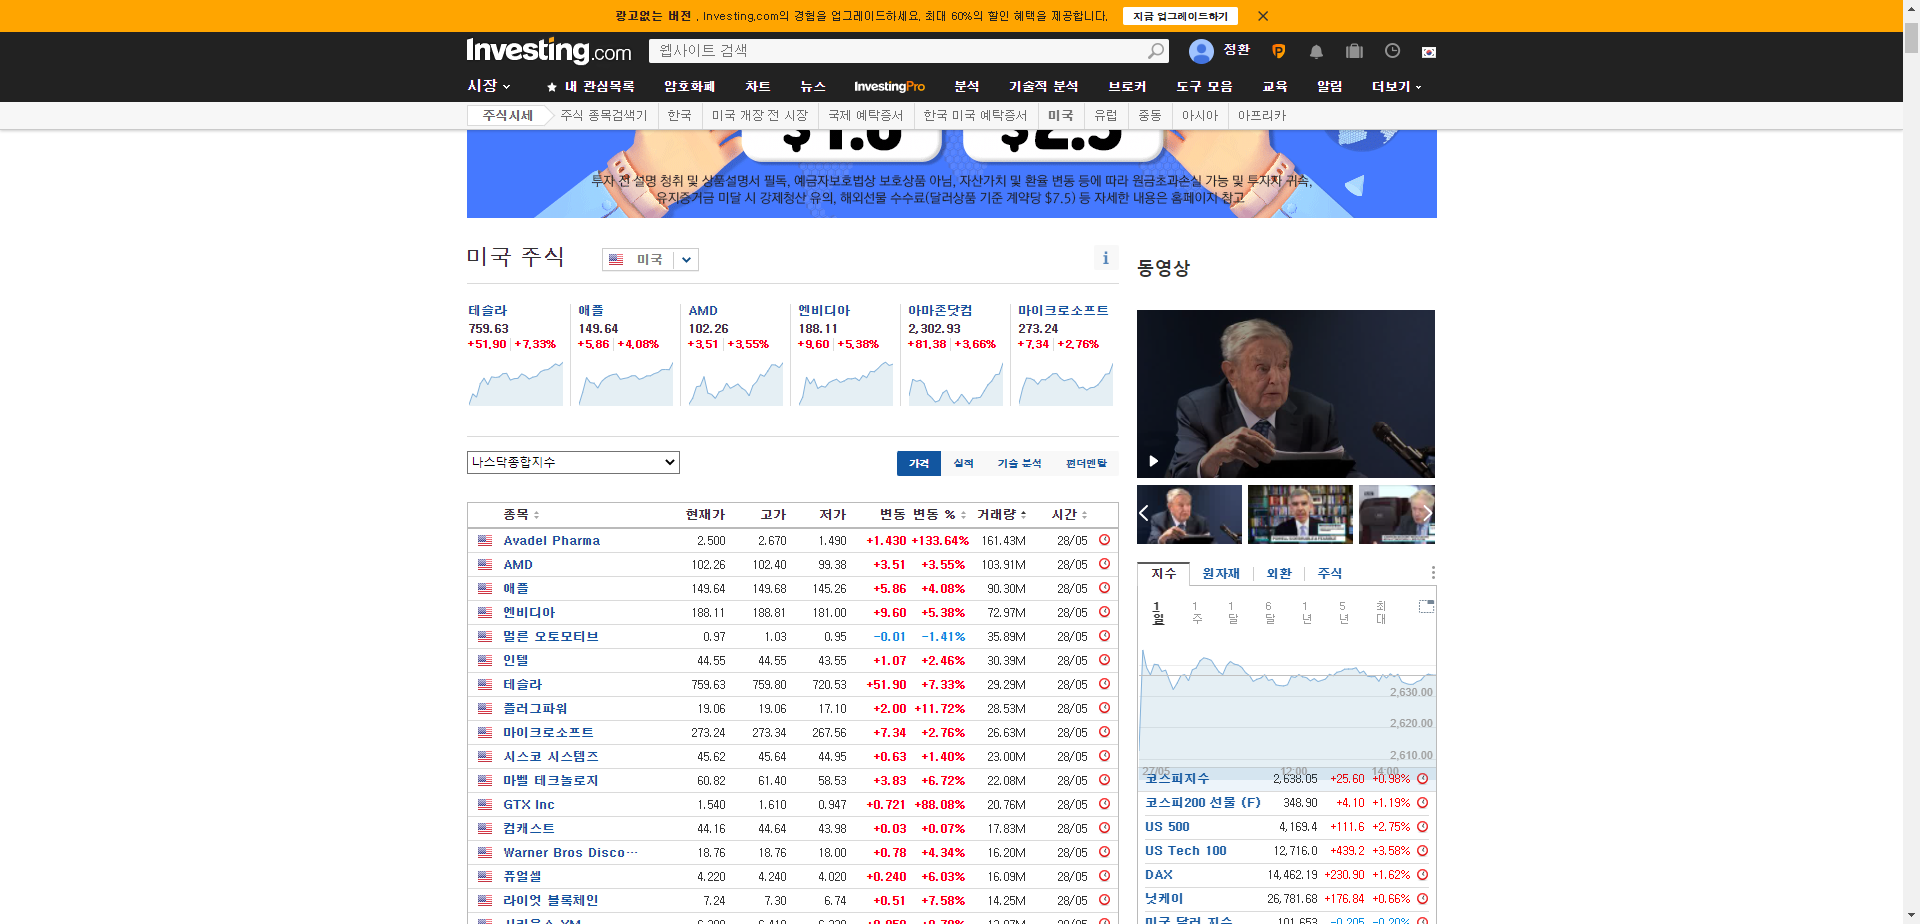 광고없는 버전 . Investing.com의 경험을 업그레이드하세요. 최대 60%의 할인 혜택을 제공합니다. 지금 업그레이드하기
Investing.com 웹사이트 검색 정환
시장 내 관심목록 암호화폐 차트 뉴스 InvestingPro 분석 기술적 분석 브로커 도구 모음 교육 알림 더보기
주식시세 주식 종목검색기 한국 미국 개장 전 시장 국제 예탁증서 한국 미국 예탁증서 미국 유럽 중동 아시아 아프리카
투자 전 설명 청취 및 상품설명서 필독, 예금자보호법상 보호상품 아님, 자산가치 및 환율 변동 등에 따라 원금초과손실 가능 및 투자자 귀속,
유지증거금 미달 시 강제청산 유의, 해외선물 수수료(달러상품 기준 계약당 $7.5) 등 자세한 내용은 홈페이지 참고
미국 주식 미국
테슬라
759.63
+51.90 +7.33%
애플
149.64
+5.86 +4.08%
AMD
102.26
+3.51 +3.55%
엔비디아
188.11
+9.60 +5.38%
아마존닷컴
2,302.93
+81.38 +3.66%
마이크로소프트
273.24
+7.34 +2.76%
나스닥종합지수 가격 실적 기술 분석 펀더멘탈
종목 현재가 고가 저가 변동 변동 % 거래량 시간
Avadel Pharma 2.500 2.670 1.490 +1.430 +133.64% 161.43M 28/05
AMD 102.26 102.40 99.38 +3.51 +3.55% 103.91M 28/05
애플 149.64 149.68 145.26 +5.86 +4.08% 90.30M 28/05
엔비디아 188.11 188.81 181.00 +9.60 +5.38% 72.97M 28/05
멀른 오토모티브 0.97 1.03 0.95 -0.01 -1.41% 35.89M 28/05
인텔 44.55 44.55 43.55 +1.07 +2.46% 30.39M 28/05
테슬라 759.63 759.80 720.53 +51.90 +7.33% 29.29M 28/05
플러그파워 19.06 19.06 17.10 +2.00 +11.72% 28.53M 28/05
마이크로소프트 273.24 273.34 267.56 +7.34 +2.76% 26.63M 28/05
시스코 시스템즈 45.62 45.64 44.95 +0.63 +1.40% 23.00M 28/05
마벨 테크놀로지 60.82 61.40 58.53 +3.83 +6.72% 22.08M 28/05
GTX Inc 1.540 1.610 0.947 +0.721 +88.08% 20.76M 28/05
컴캐스트 44.16 44.64 43.98 +0.03 +0.07% 17.83M 28/05
Warner Bros Disco… 18.76 18.76 18.00 +0.78 +4.34% 16.20M 28/05
퓨얼셀 4.220 4.240 4.020 +0.240 +6.03% 16.09M 28/05
라이엇 블록체인 7.24 7.30 6.74 +0.51 +7.58% 14.25M 28/05
동영상
지수 원자재 외환 주식
1일 1주 1달 6달 1년 5년 최대
2,630.00
2,620.00
2,610.00
27/05 12:00 14:00
코스피지수 2,638.05 +25.60 +0.98%
코스피200 선물 (F) 348.90 +4.10 +1.19%
US 500 4,169.4 +111.6 +2.75%
US Tech 100 12,716.0 +439.2 +3.58%
DAX 14,462.19 +230.90 +1.62%
닛케이 26,781.68 +176.84 +0.66%
미국 달러 지수 101.653 -0.205 -0.20%